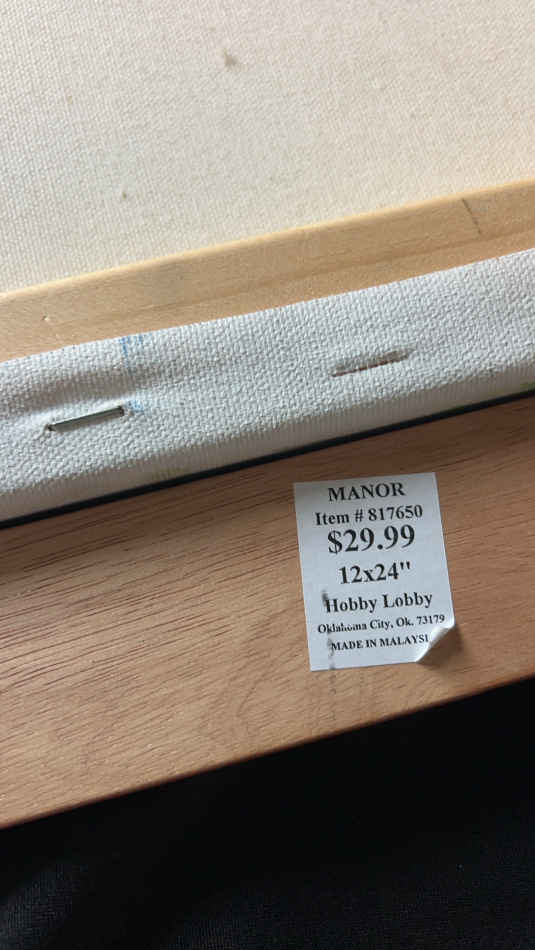 MANOR
Item # 817650
$29.99
12x24"
Hobby Lobby
Oklahoma City, Ok. 73179
MADE IN MALAYSI